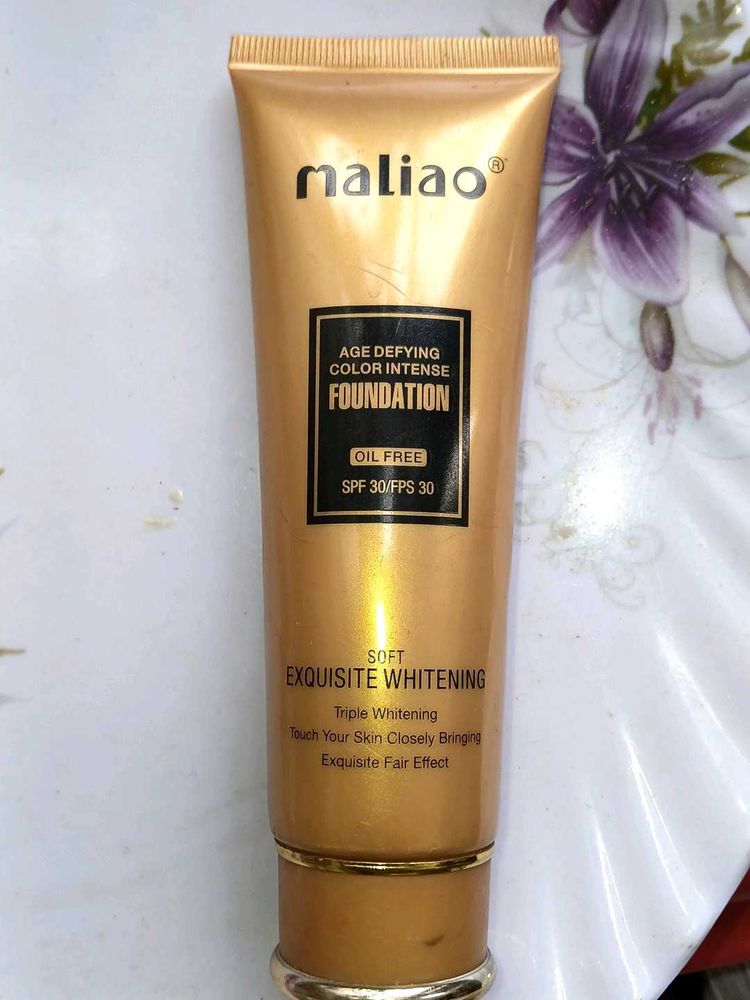 maliao®
AGE DEFYING
COLOR INTENSE
FOUNDATION
OIL FREE
SPF 30/FPS 30
SOFT
EXQUISITE WHITENING
Triple Whitening
Touch Your Skin Closely Bringing
Exquisite Fair Effect